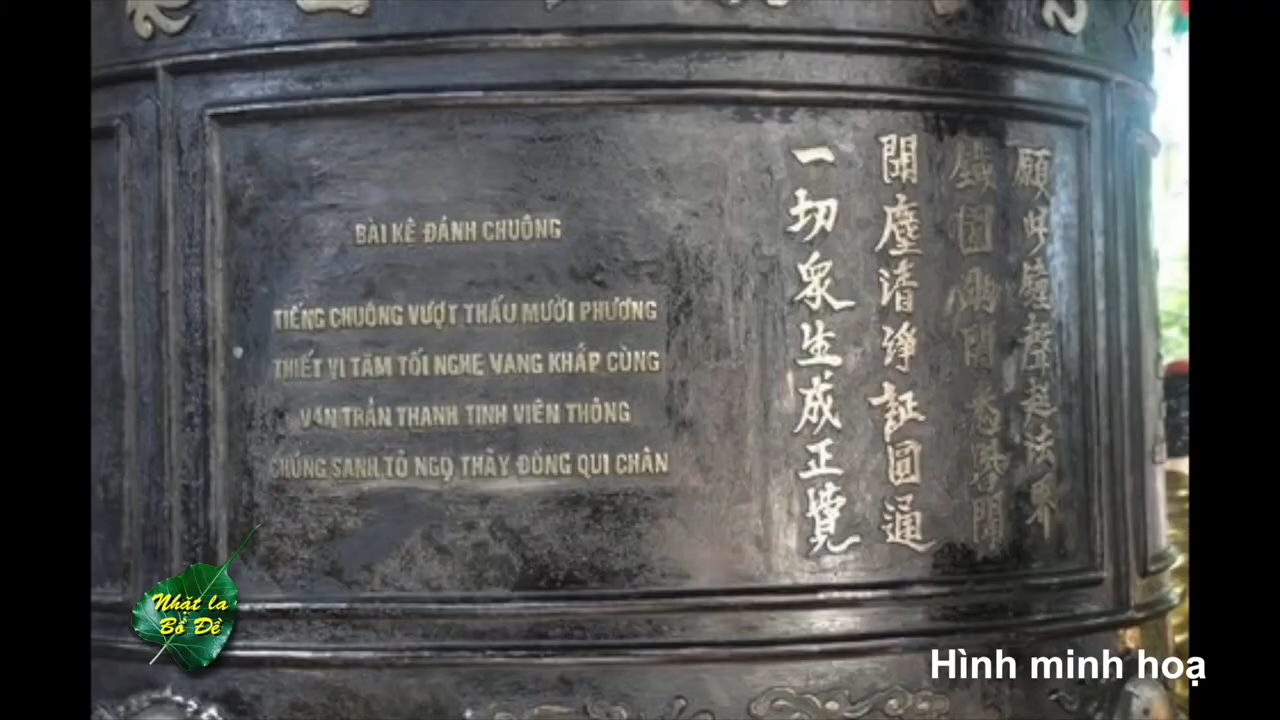 BÀI KỆ ĐÁNH CHUÔNG
TIẾNG CHUÔNG VƯỢT THẤU MƯỜI PHƯƠNG
THIẾT VI TĂM TỐI NGHE VANG KHẮP CÙNG
VĂN TRẦN THANH TỊNH VIÊN THÔNG
CHÚNG SANH TỎ NGỘ THẢY ĐỒNG QUI CHÂN
願此鐘聲超法界
鐵圍幽闇悉皆聞
聞塵清淨証圓通
一切衆生成正覺
Nhặt lá
Bồ Đề
Hình minh hoạ